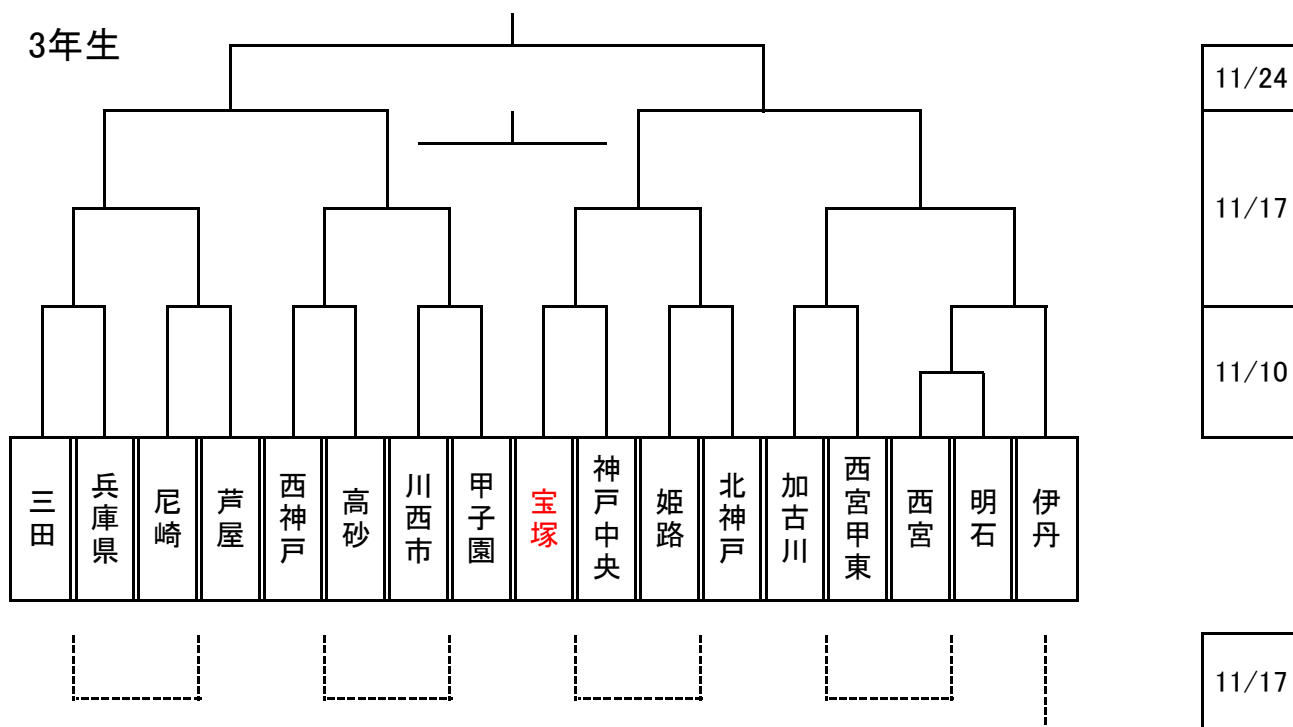 3年生
11/24
11/17
11/10
三田
兵庫県
尼崎
芦屋
西神戸
高砂
川西市
甲子園
宝塚
神戸中央
姫路
北神戸
加古川
西宮甲東
西宮
明石
伊丹
11/17